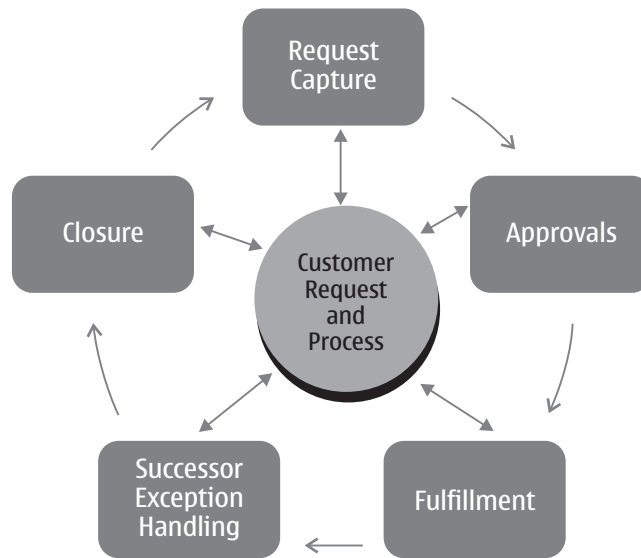 Request
Capture
Approvals
Fulfillment
Successor
Exception
Handling
Closure
Customer
Request
and
Process